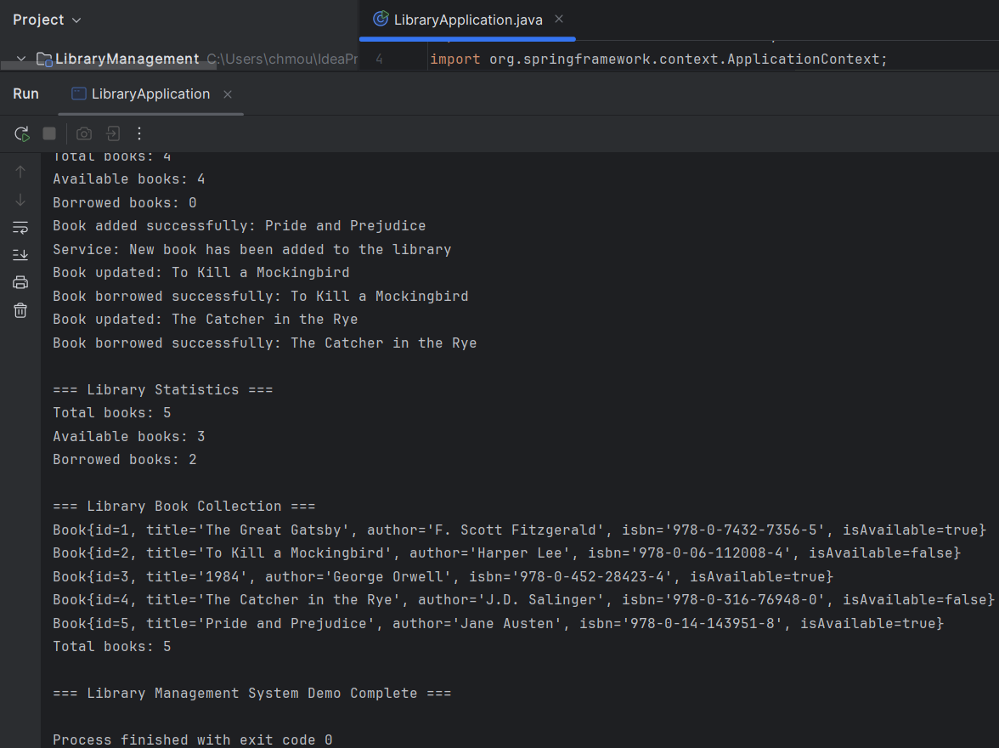 Project
LibraryApplication.java
LibraryManagement C:\Users\chmou\IdeaPr
4 import org.springframework.context.ApplicationContext;
Run LibraryApplication
Total books: 4
Available books: 4
Borrowed books: 0
Book added successfully: Pride and Prejudice
Service: New book has been added to the library
Book updated: To Kill a Mockingbird
Book borrowed successfully: To Kill a Mockingbird
Book updated: The Catcher in the Rye
Book borrowed successfully: The Catcher in the Rye
=== Library Statistics ===
Total books: 5
Available books: 3
Borrowed books: 2
=== Library Book Collection ===
Book{id=1, title='The Great Gatsby', author='F. Scott Fitzgerald', isbn='978-0-7432-7356-5', isAvailable=true}
Book{id=2, title='To Kill a Mockingbird', author='Harper Lee', isbn='978-0-06-112008-4', isAvailable=false}
Book{id=3, title='1984', author='George Orwell', isbn='978-0-452-28423-4', isAvailable=true}
Book{id=4, title='The Catcher in the Rye', author='J.D. Salinger', isbn='978-0-316-76948-0', isAvailable=false}
Book{id=5, title='Pride and Prejudice', author='Jane Austen', isbn='978-0-14-143951-8', isAvailable=true}
Total books: 5
=== Library Management System Demo Complete ===
Process finished with exit code 0